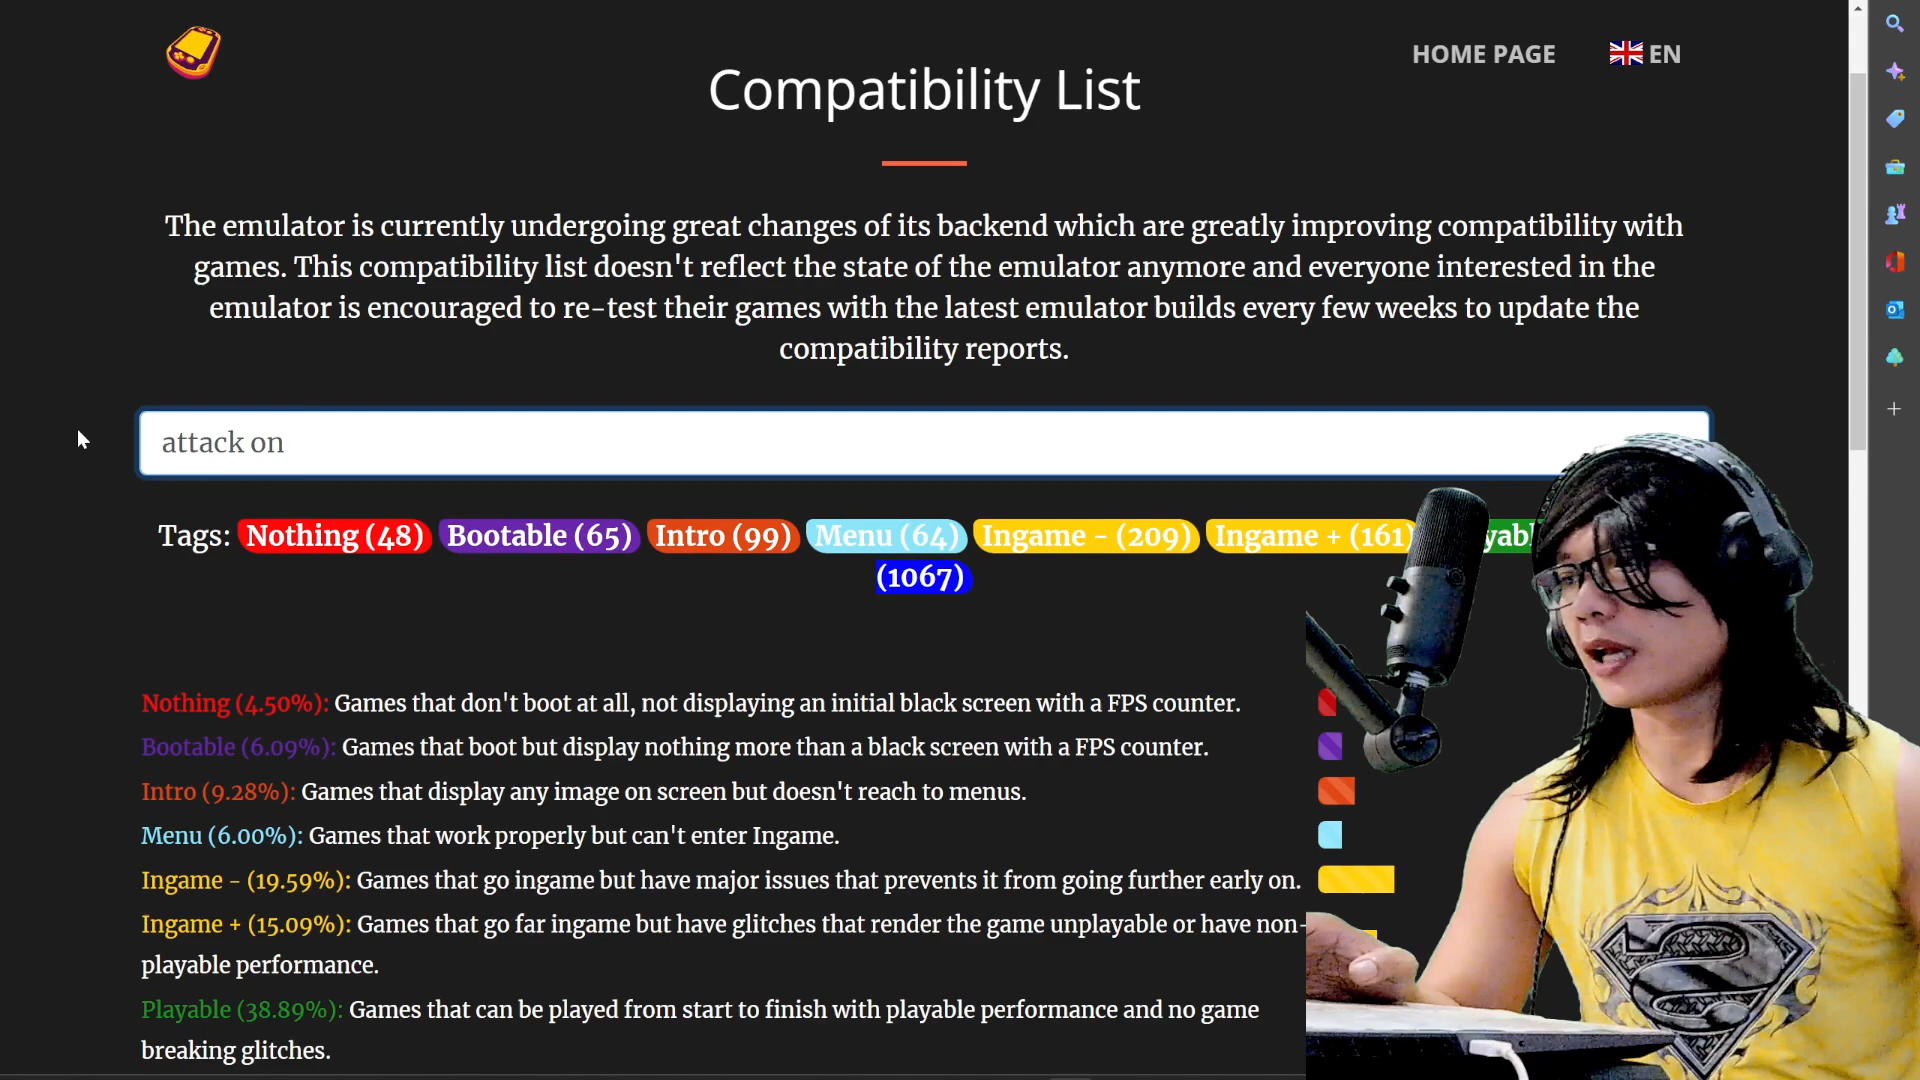 HOME PAGE
EN
Compatibility List
The emulator is currently undergoing great changes of its backend which are greatly improving compatibility with
games. This compatibility list doesn't reflect the state of the emulator anymore and everyone interested in the
emulator is encouraged to re-test their games with the latest emulator builds every few weeks to update the
compatibility reports.
attack on
Tags: Nothing (48) Bootable (65) Intro (99) Menu (64) Ingame - (209) Ingame + (161)
(1067)
Nothing (4.50%): Games that don't boot at all, not displaying an initial black screen with a FPS counter.
Bootable (6.09%): Games that boot but display nothing more than a black screen with a FPS counter.
Intro (9.28%): Games that display any image on screen but doesn't reach to menus.
Menu (6.00%): Games that work properly but can't enter Ingame.
Ingame - (19.59%): Games that go ingame but have major issues that prevents it from going further early on.
Ingame + (15.09%): Games that go far ingame but have glitches that render the game unplayable or have non-
playable performance.
Playable (38.89%): Games that can be played from start to finish with playable performance and no game
breaking glitches.